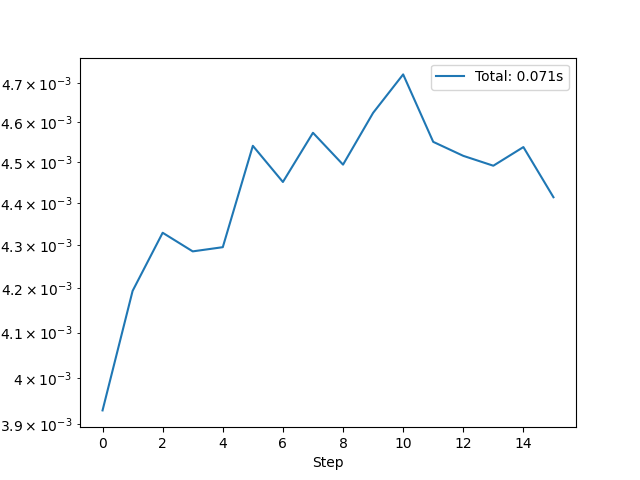 Total: 0.071s
4.7 × 10⁻³
4.6 × 10⁻³
4.5 × 10⁻³
4.4 × 10⁻³
4.3 × 10⁻³
4.2 × 10⁻³
4.1 × 10⁻³
4 × 10⁻³
3.9 × 10⁻³
0 2 4 6 8 10 12 14
Step